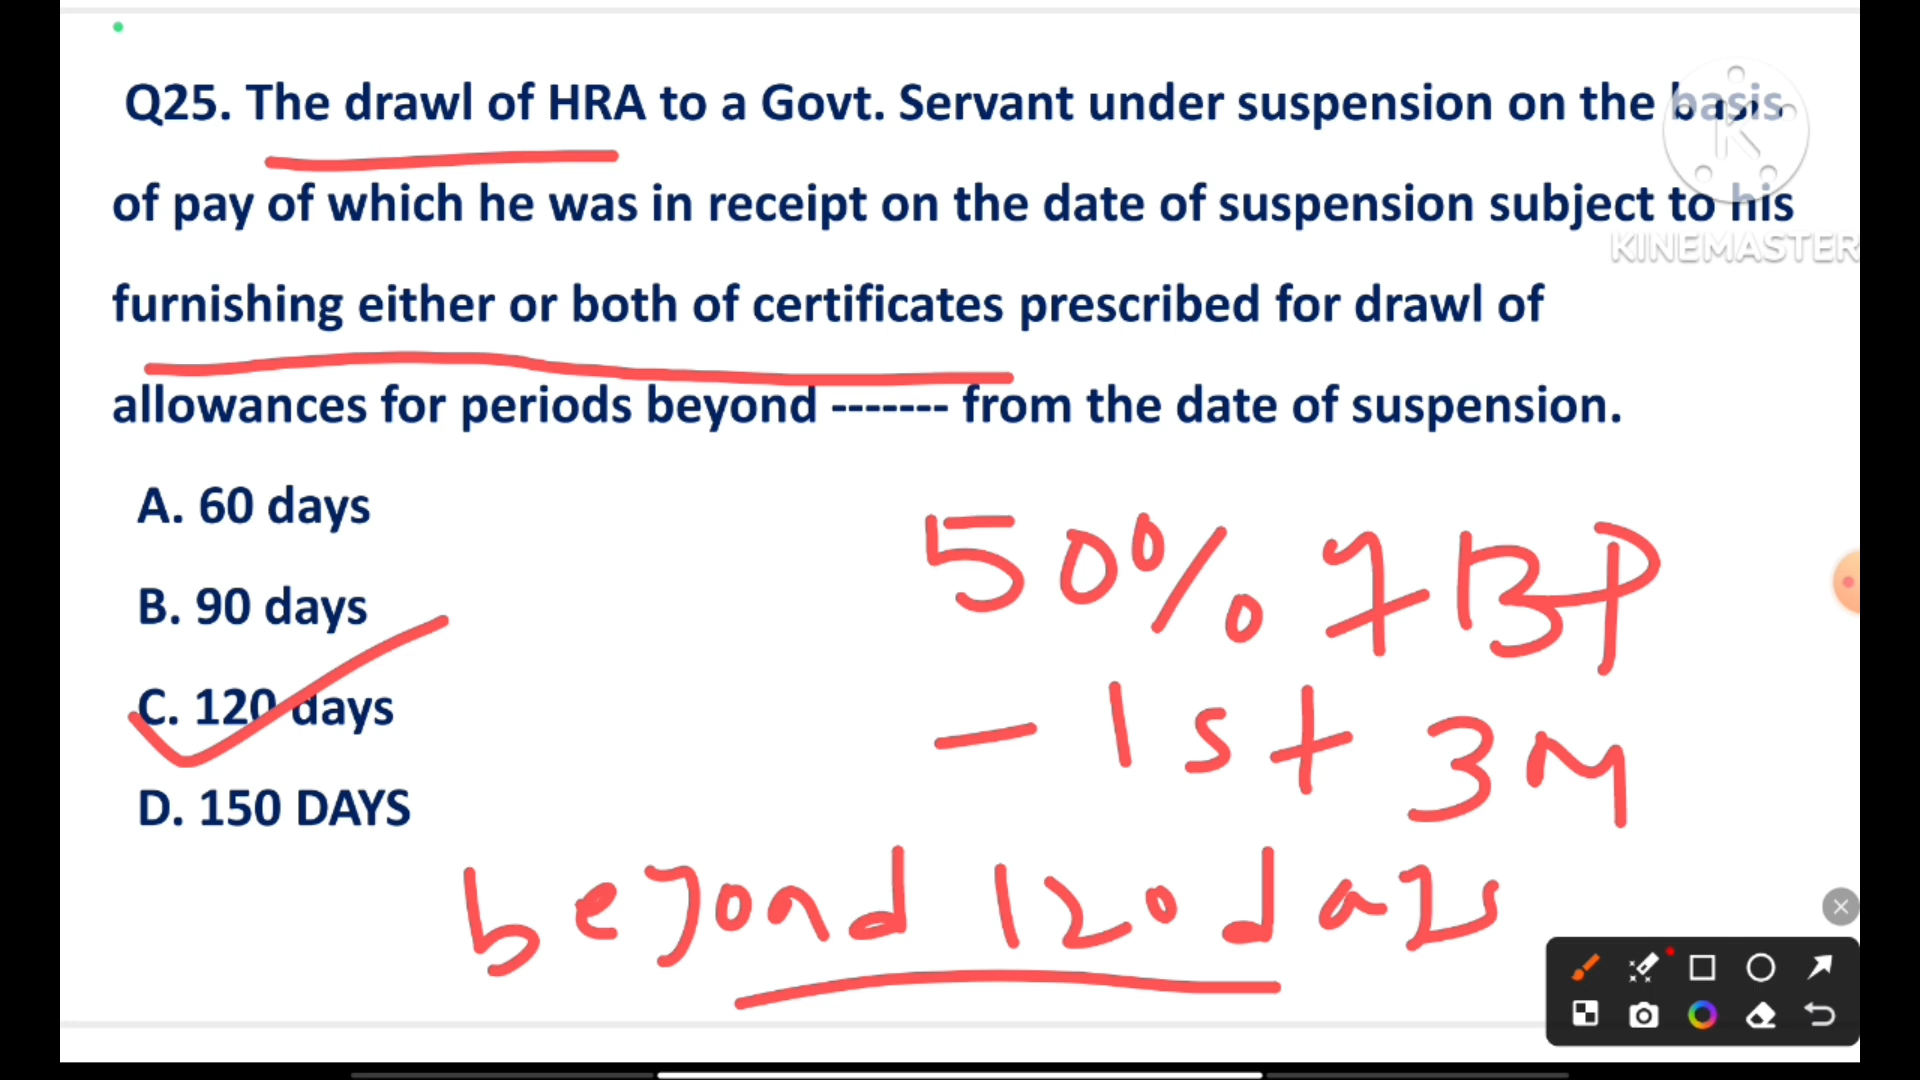 Q25. The drawl of HRA to a Govt. Servant under suspension on the basis
of pay of which he was in receipt on the date of suspension subject to his
KINEMASTER
furnishing either or both of certificates prescribed for drawl of
allowances for periods beyond ------- from the date of suspension.
A. 60 days
B. 90 days
C. 120 days
D. 150 DAYS
50% of BP
- 1st 3M
beyond 120 days